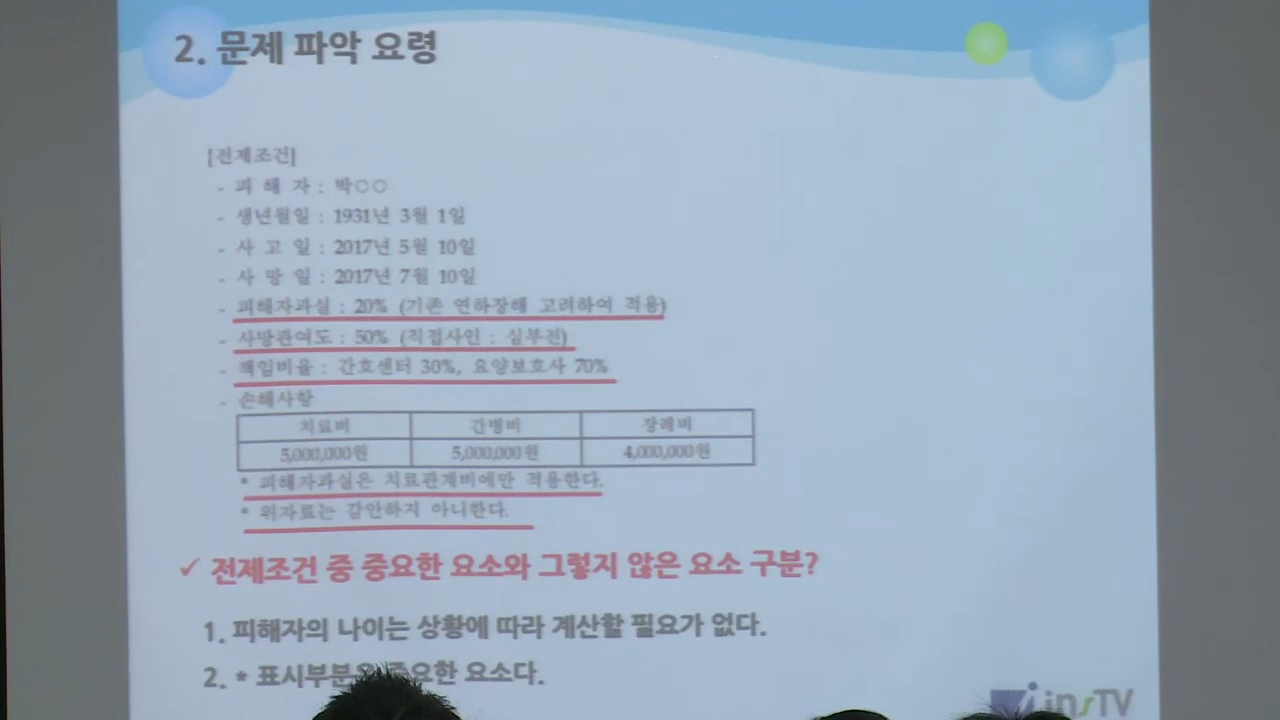 2. 문제 파악 요령
[전제조건]
- 피 해 자 : 박○○
- 생년월일 : 1931년 3월 1일
- 사 고 일 : 2017년 5월 10일
- 사 망 일 : 2017년 7월 10일
- 피해자과실 : 20% (기존 연하장해 고려하여 적용)
- 사망관여도 : 50% (직접사인 : 심부전)
- 책임비율 : 간호센터 30%, 요양보호사 70%
- 손해사항
치료비 간병비 장례비
5,000,000원 5,000,000원 4,000,000원
* 피해자과실은 치료관계비에만 적용한다.
* 위자료는 감안하지 아니한다.
✓ 전제조건 중 중요한 요소와 그렇지 않은 요소 구분?
1. 피해자의 나이는 상황에 따라 계산할 필요가 없다.
2. * 표시부분은 중요한 요소다.
insTV